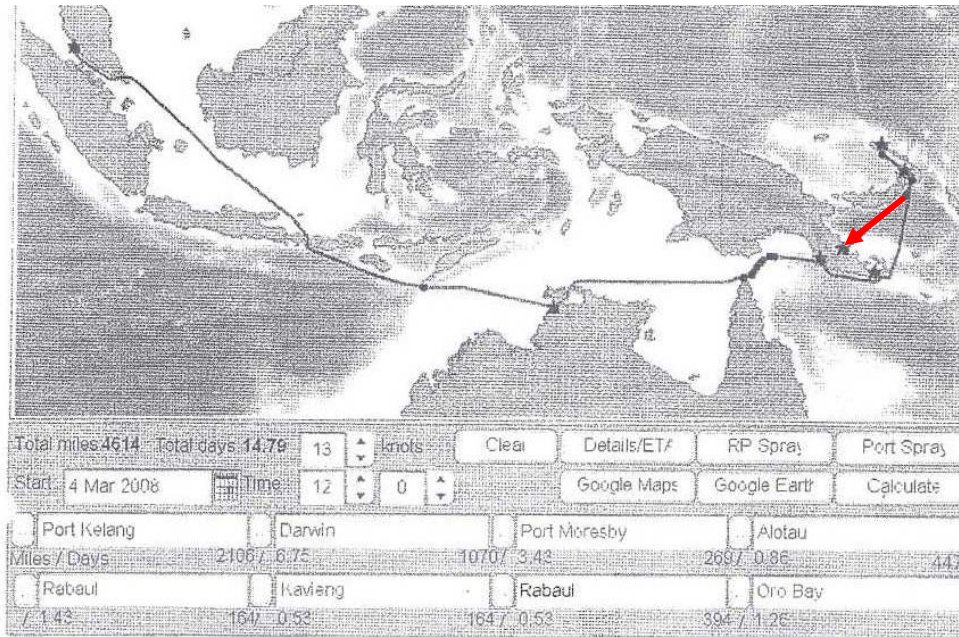 Total miles 4614 Total days 14.79 13 knots Clear Details/ETA RP Spray Port Spray
Start 4 Mar 2008 Time 12 0 Google Maps Google Earth Calculate
Port Kelang Darwin Port Moresby Alotau
Miles / Days 2106 / 6.75 1070 / 3.43 269 / 0.86 447
Rabaul Kavieng Rabaul Oro Bay
/ 1.43 164 / 0.53 164 / 0.53 394 / 1.26